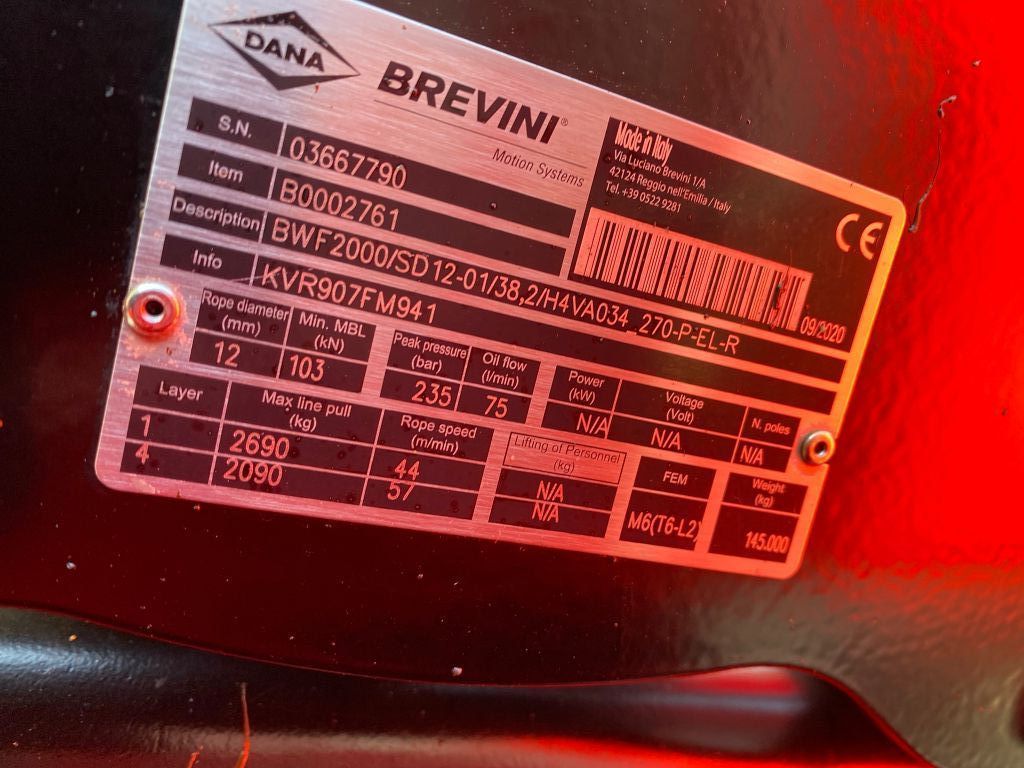 DANA
BREVINI®
Motion Systems
Made in Italy
Via Luciano Brevini 1/A
42124 Reggio nell'Emilia / Italy
Tel. +39 0522 9281
CE
09/2020
S.N. 03667790
Item B0002761
Description BWF2000/SD12-01/38,2/H4VA034_270-P-EL-R
Info KVR907FM941
Rope diameter (mm) Min. MBL (kN) Peak pressure (bar) Oil flow (l/min) Power (kW) Voltage (Volt) N. poles
12 103 235 75 N/A N/A N/A
Layer Max line pull (kg) Rope speed (m/min) Lifting of Personnel (kg) FEM Weight (kg)
1 2690 44 N/A M6(T6-L2) 145.000
4 2090 57 N/A